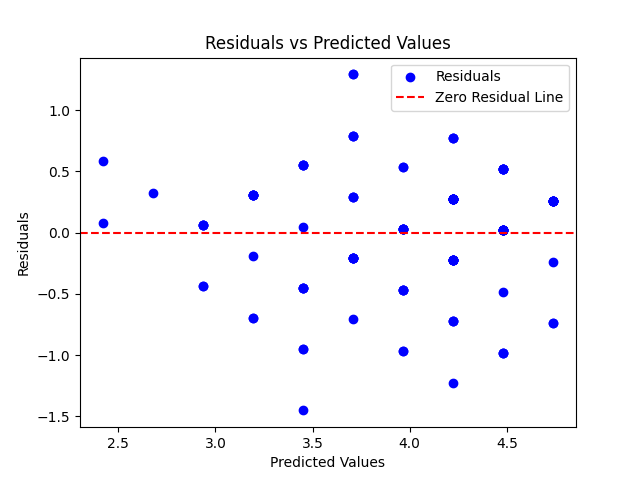 Residuals vs Predicted Values
Residuals
Zero Residual Line
1.0
0.5
0.0
−0.5
−1.0
−1.5
Residuals
2.5 3.0 3.5 4.0 4.5
Predicted Values